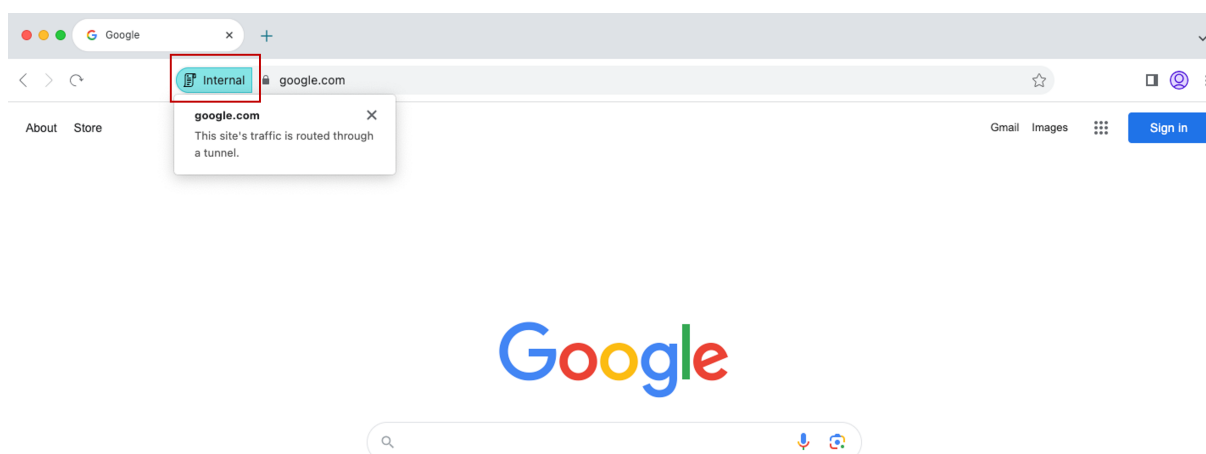 Google
Internal
google.com
google.com
This site's traffic is routed through
a tunnel.
About Store
Gmail Images
Sign in
Google